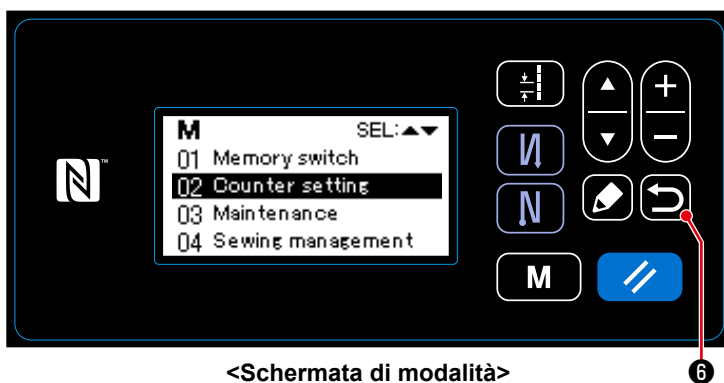 M SEL:▲▼
01 Memory switch
02 Counter setting
03 Maintenance
04 Sewing management
M
<Schermata di modalità>
❻